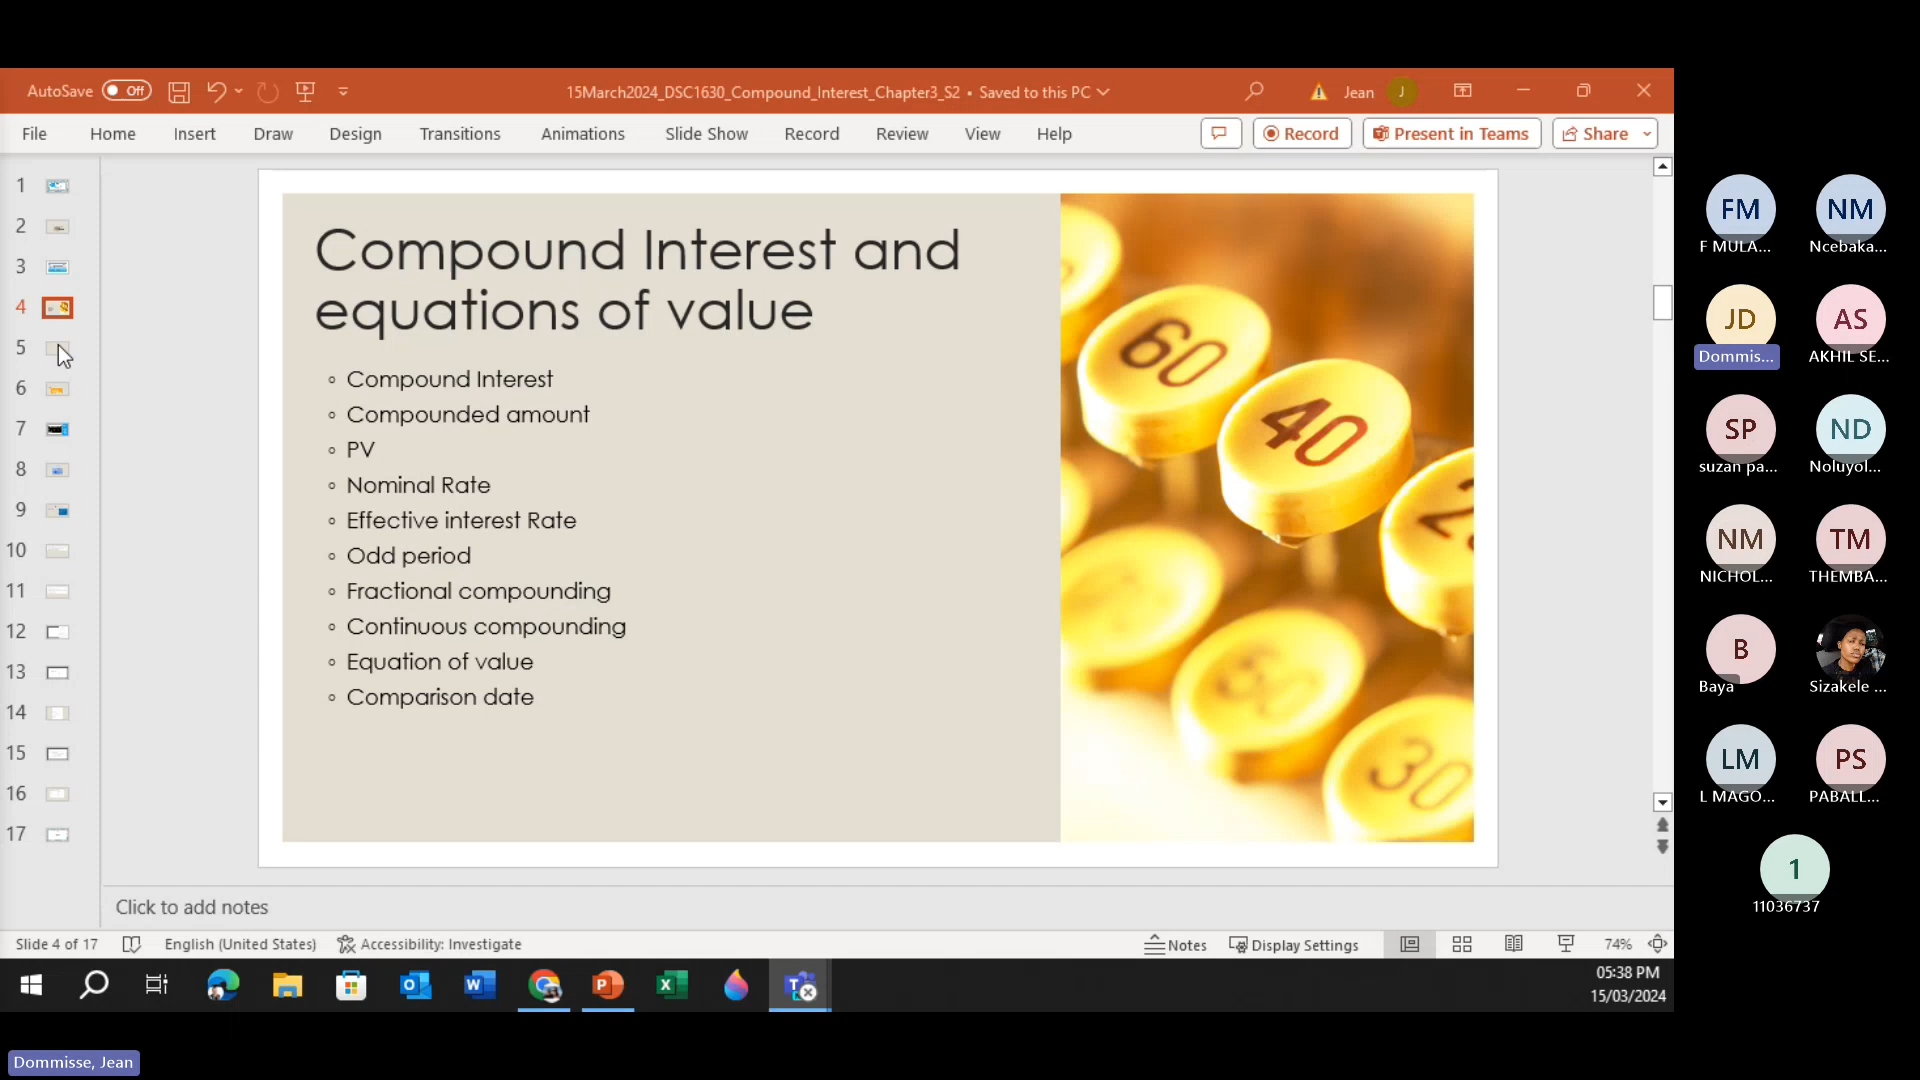 AutoSave Off
15March2024_DSC1630_Compound_Interest_Chapter3_S2 • Saved to this PC
Jean J
File Home Insert Draw Design Transitions Animations Slide Show Record Review View Help
Record Present in Teams Share
1
2
3
4
5
6
7
8
9
10
11
12
13
14
15
16
17
Compound Interest and
equations of value
Compound Interest
Compounded amount
PV
Nominal Rate
Effective interest Rate
Odd period
Fractional compounding
Continuous compounding
Equation of value
Comparison date
60
40
30
Click to add notes
Slide 4 of 17 English (United States) Accessibility: Investigate
Notes Display Settings 74%
05:38 PM
15/03/2024
FM
F MULA...
NM
Ncebaka...
JD
Dommis...
AS
AKHIL SE...
SP
suzan pa...
ND
Noluyol...
NM
NICHOL...
TM
THEMBA...
B
Baya
Sizakele ...
LM
L MAGO...
PS
PABALL...
1
11036737
Dommisse, Jean